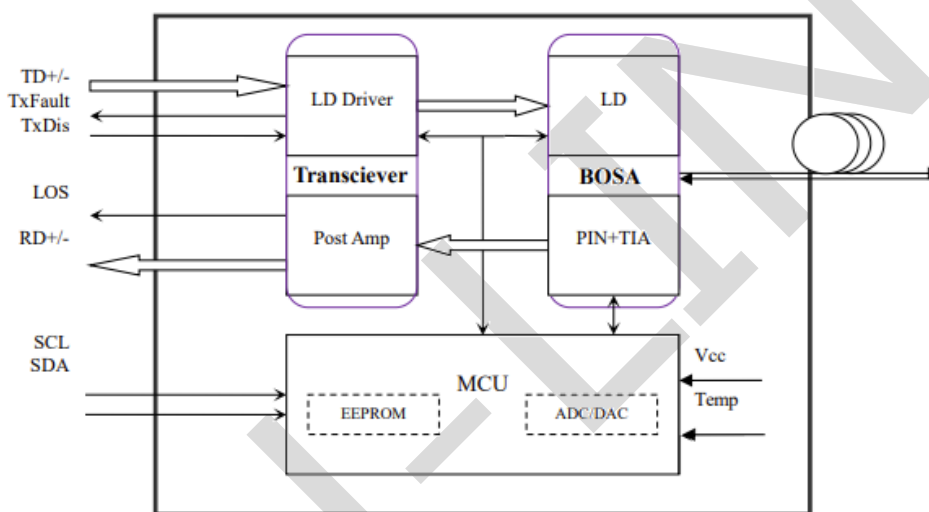 TD+/-
TxFault
TxDis
LOS
RD+/-
SCL
SDA
LD Driver
Transciever
Post Amp
LD
BOSA
PIN+TIA
MCU
EEPROM
ADC/DAC
Vcc
Temp
-LIN